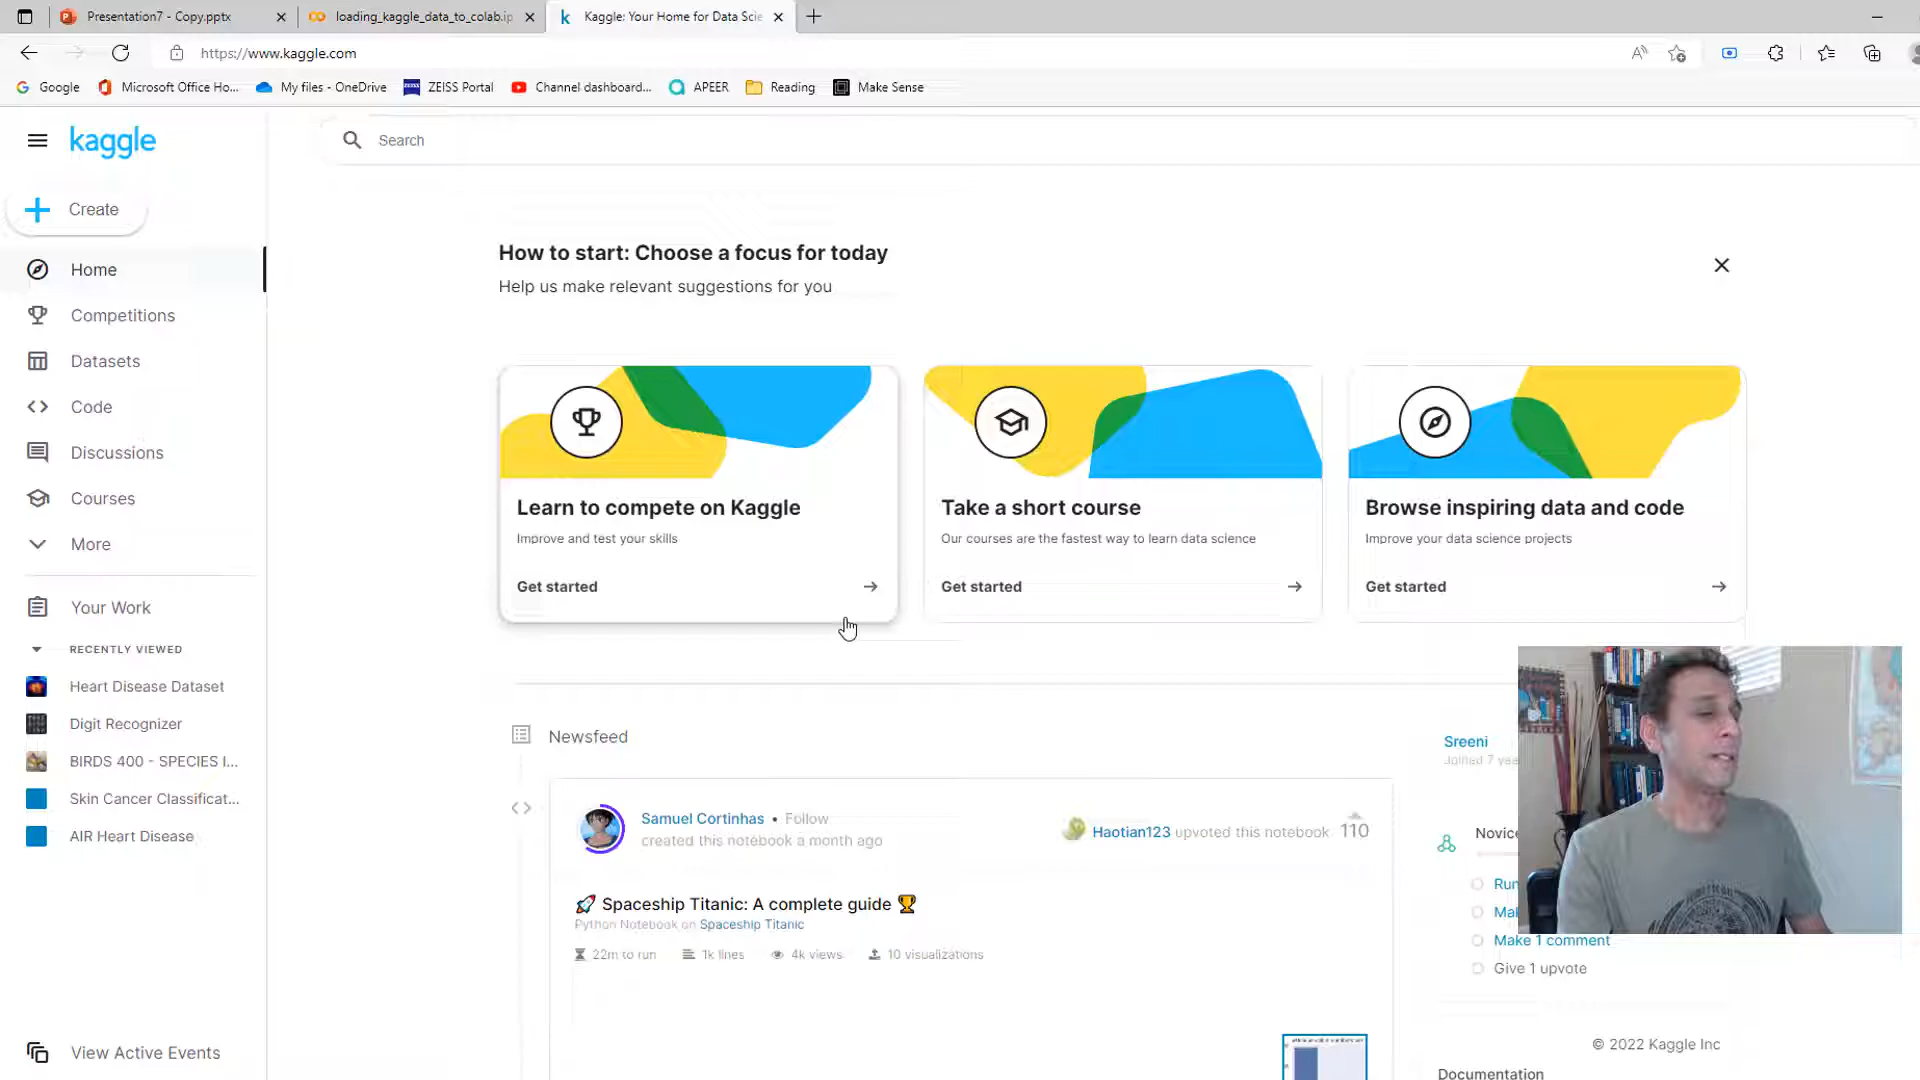 Presentation7 - Copy.pptx
loading_kaggle_data_to_colab.ip
Kaggle: Your Home for Data Scie
https://www.kaggle.com
Google
Microsoft Office Ho...
My files - OneDrive
ZEISS Portal
Channel dashboard...
APEER
Reading
Make Sense
kaggle
Search
Create
Home
Competitions
Datasets
Code
Discussions
Courses
More
Your Work
RECENTLY VIEWED
Heart Disease Dataset
Digit Recognizer
BIRDS 400 - SPECIES I...
Skin Cancer Classificat...
AIR Heart Disease
View Active Events
How to start: Choose a focus for today
Help us make relevant suggestions for you
Learn to compete on Kaggle
Improve and test your skills
Get started
Take a short course
Our courses are the fastest way to learn data science
Get started
Browse inspiring data and code
Improve your data science projects
Get started
Newsfeed
Samuel Cortinhas • Follow
created this notebook a month ago
Haotian123 upvoted this notebook 110
🚀 Spaceship Titanic: A complete guide 🏆
Python Notebook on Spaceship Titanic
22m to run 1k lines 4k views 10 visualizations
Sreeni
Joined 7 yea
Novice
Run
Mak
Make 1 comment
Give 1 upvote
© 2022 Kaggle Inc
Documentation